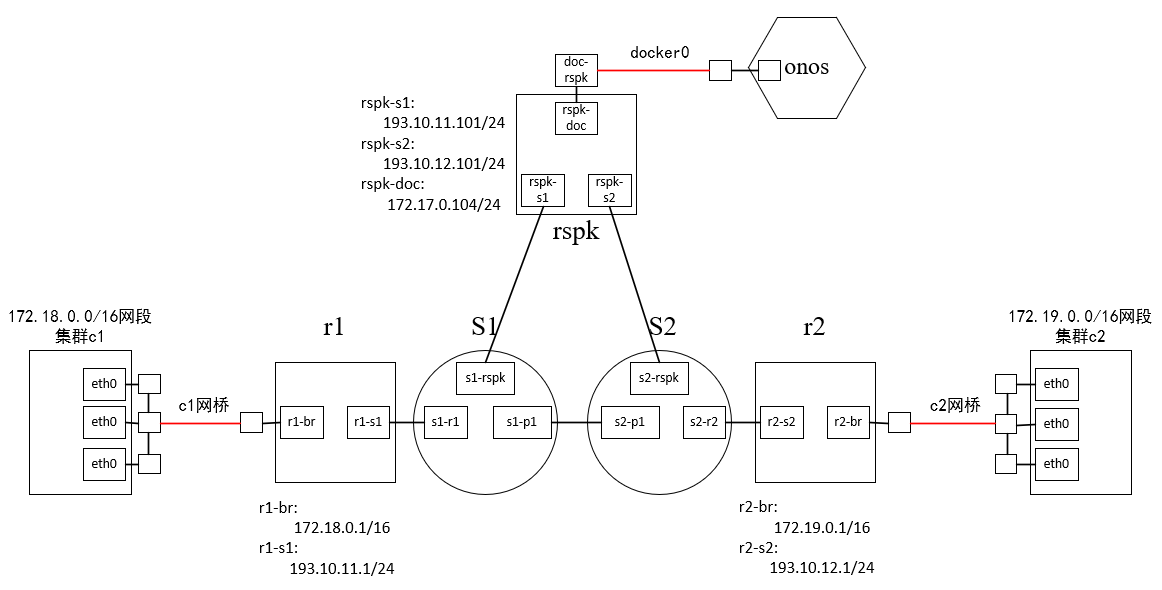 docker0
doc-
rspk
onos
rspk-s1:
193.10.11.101/24
rspk-s2:
193.10.12.101/24
rspk-doc:
172.17.0.104/24
rspk-
doc
rspk-
s1
rspk-
s2
rspk
172.18.0.0/16网段
集群c1
r1
S1
S2
r2
172.19.0.0/16网段
集群c2
eth0
eth0
eth0
c1网桥
r1-br
r1-s1
s1-rspk
s1-r1
s1-p1
s2-rspk
s2-p1
s2-r2
r2-s2
r2-br
c2网桥
eth0
eth0
eth0
r1-br:
172.18.0.1/16
r1-s1:
193.10.11.1/24
r2-br:
172.19.0.1/16
r2-s2:
193.10.12.1/24